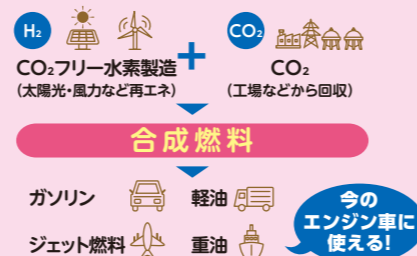 H₂
CO₂フリー水素製造
(太陽光・風力など再エネ)
+
CO₂
CO₂
(工場などから回収)
合成燃料
ガソリン
軽油
ジェット燃料
重油
今の
エンジン車に
使える!